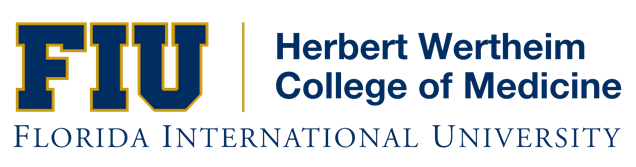 FIU
Herbert Wertheim
College of Medicine
FLORIDA INTERNATIONAL UNIVERSITY